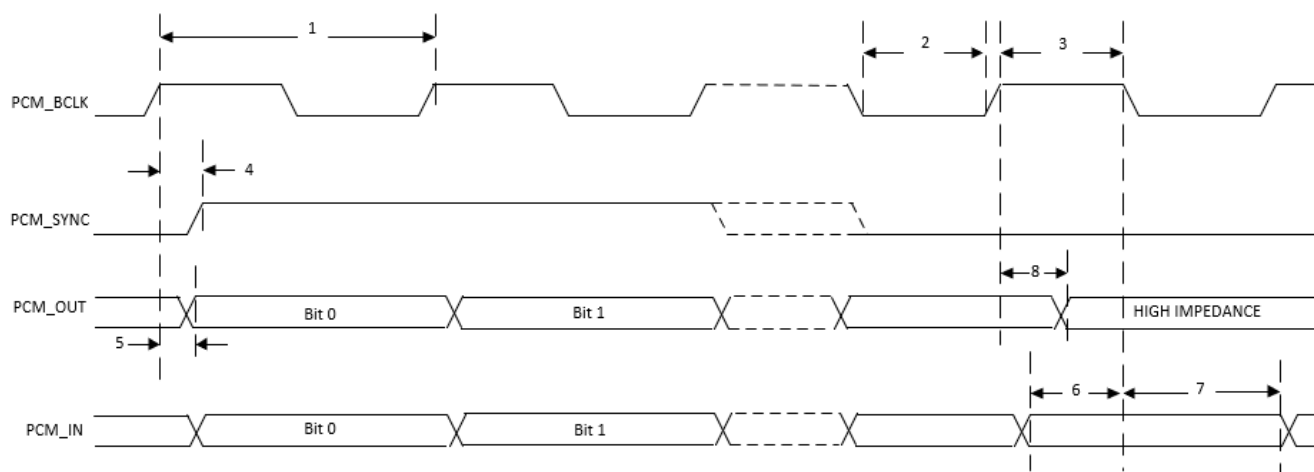 1
2
3
PCM_BCLK
4
PCM_SYNC
8
PCM_OUT
Bit 0
Bit 1
HIGH IMPEDANCE
5
6
7
PCM_IN
Bit 0
Bit 1